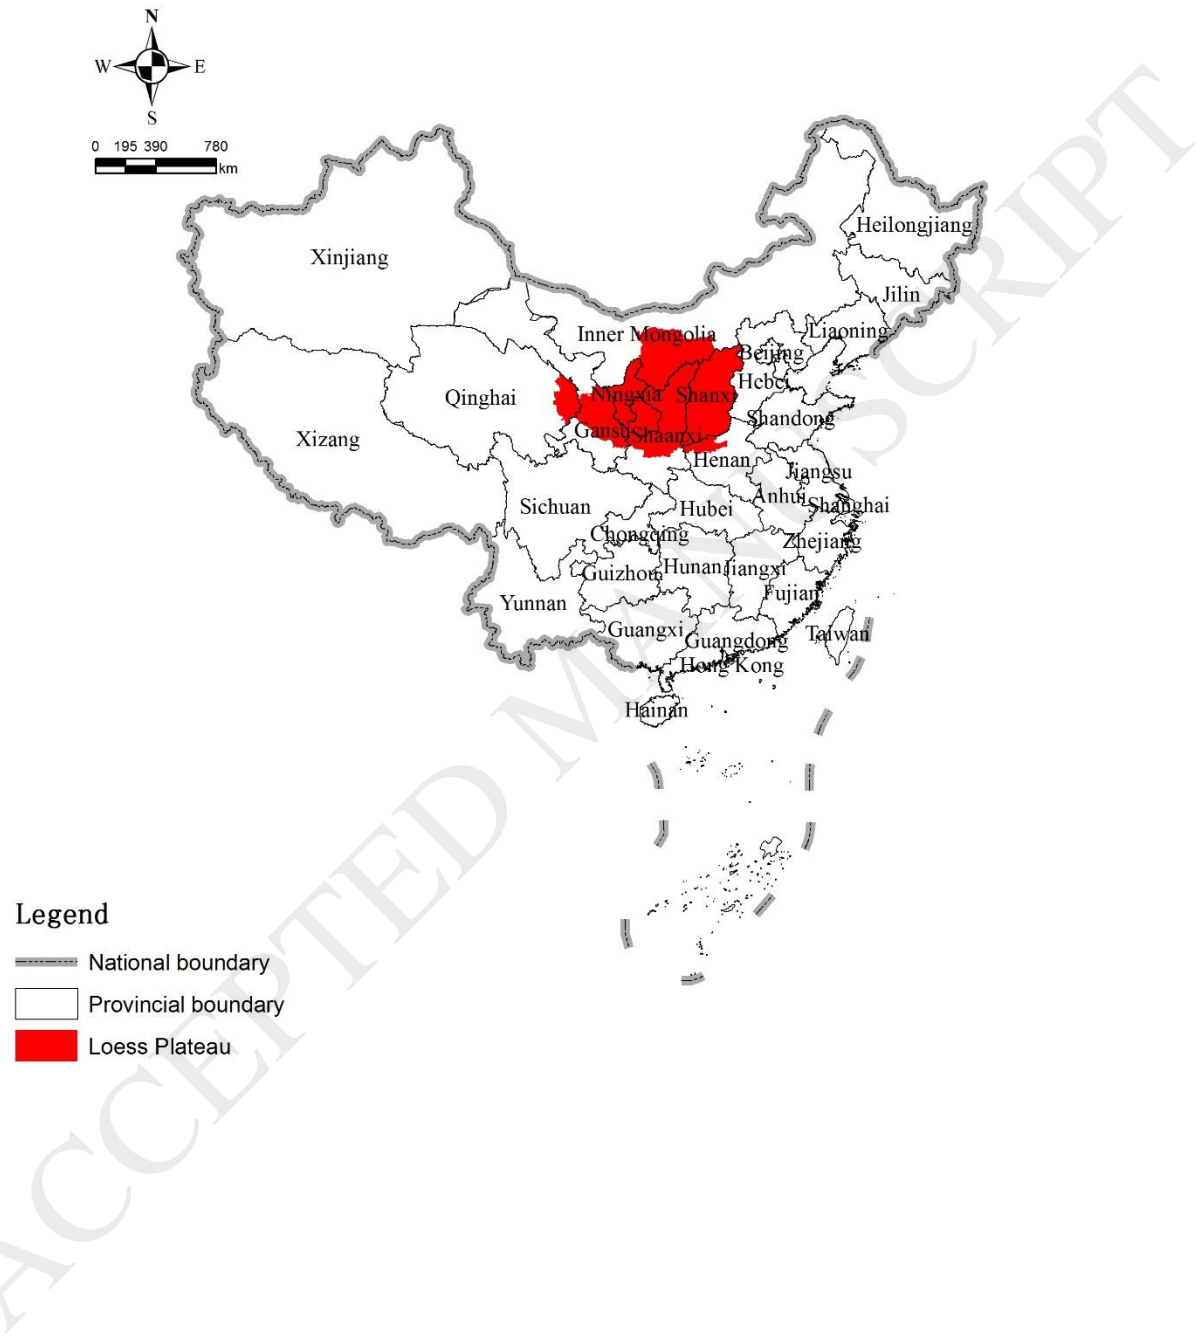 N
W E
S
0 195 390 780
km
Heilongjiang
Xinjiang
Jilin
Inner Mongolia
Liaoning
Beijing
Hebei
Qinghai
Ningxia
Shanxi
Shandong
Xizang
Gansu
Shaanxi
Henan
Jiangsu
Anhui
Sichuan
Hubei
Shanghai
Chongqing
Zhejiang
Guizhou
Hunan
Jiangxi
Yunnan
Fujian
Guangxi
Guangdong
Taiwan
Hong Kong
Hainan
Legend
National boundary
Provincial boundary
Loess Plateau
ACCEPTED MANUSCRIPT